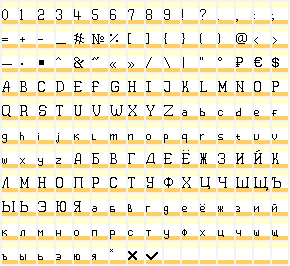 0 1 2 3 4 5 6 7 8 9 ! ? . , : ;
= + - _ # № % [ ] { } ( ) @ < >
— · ▪ ^ & ~ « » / \ | " ° ₽ € $
A B C D E F G H I J K L M N O P
Q R S T U V W X Y Z a b c d e f
g h i j k l m n o p q r s t u v
w x y z А Б В Г Д Е Ё Ж З И Й К
Л М Н О П Р С Т У Ф Х Ц Ч Ш Щ Ъ
Ы Ь Э Ю Я а б в г д е ё ж з и й
к л м н о п р с т у ф х ц ч ш щ
ъ ы ь э ю я * ✕ ✓